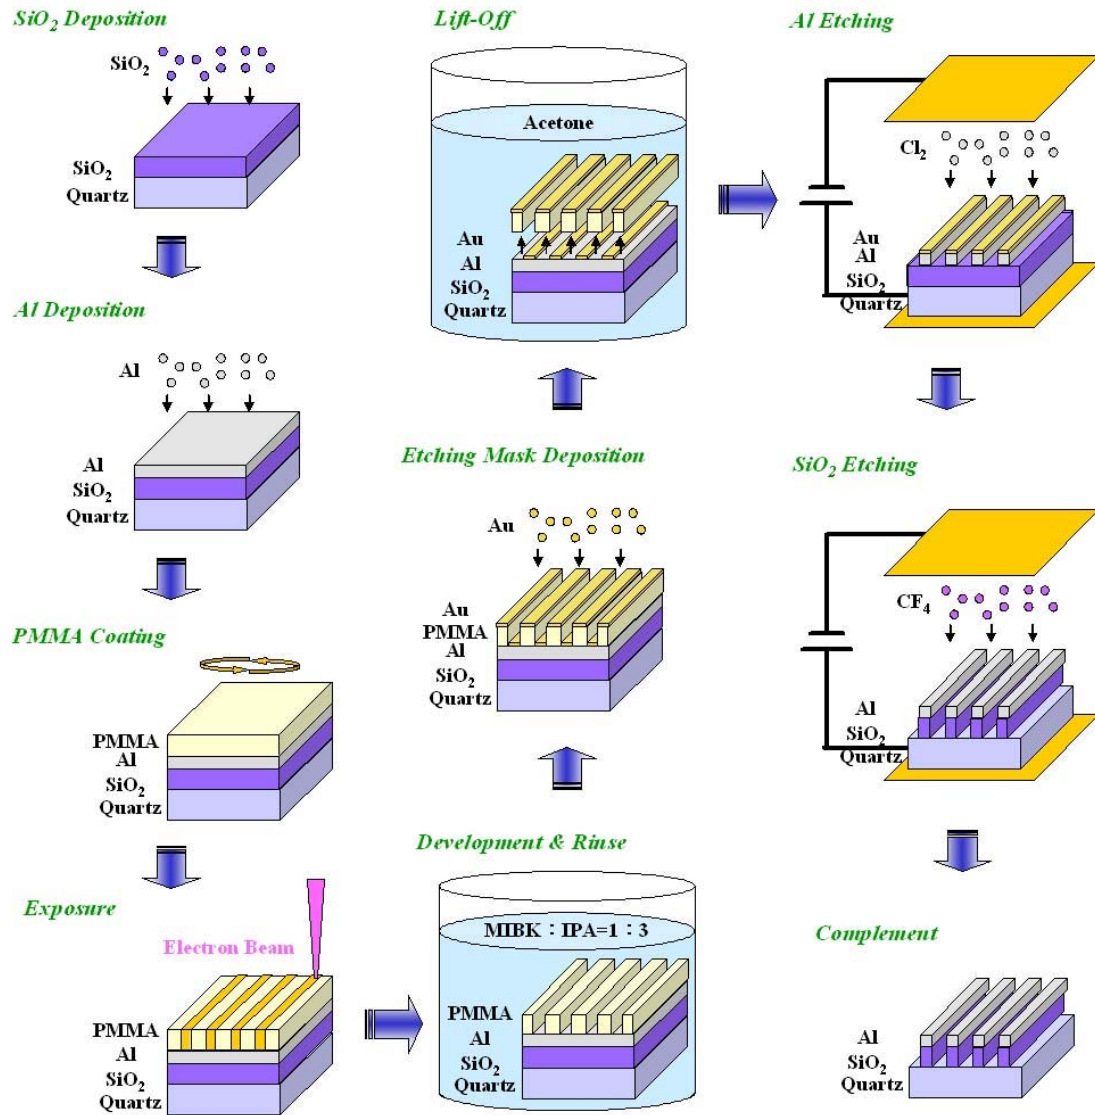 SiO₂ Deposition
SiO₂
SiO₂
Quartz
Al Deposition
Al
Al
SiO₂
Quartz
PMMA Coating
PMMA
Al
SiO₂
Quartz
Exposure
Electron Beam
PMMA
Al
SiO₂
Quartz
Development & Rinse
MIBK：IPA=1：3
PMMA
Al
SiO₂
Quartz
Etching Mask Deposition
Au
Au
PMMA
Al
SiO₂
Quartz
Lift-Off
Acetone
Au
Al
SiO₂
Quartz
Al Etching
Cl₂
Au
Al
SiO₂
Quartz
SiO₂ Etching
CF₄
Al
SiO₂
Quartz
Complement
Al
SiO₂
Quartz